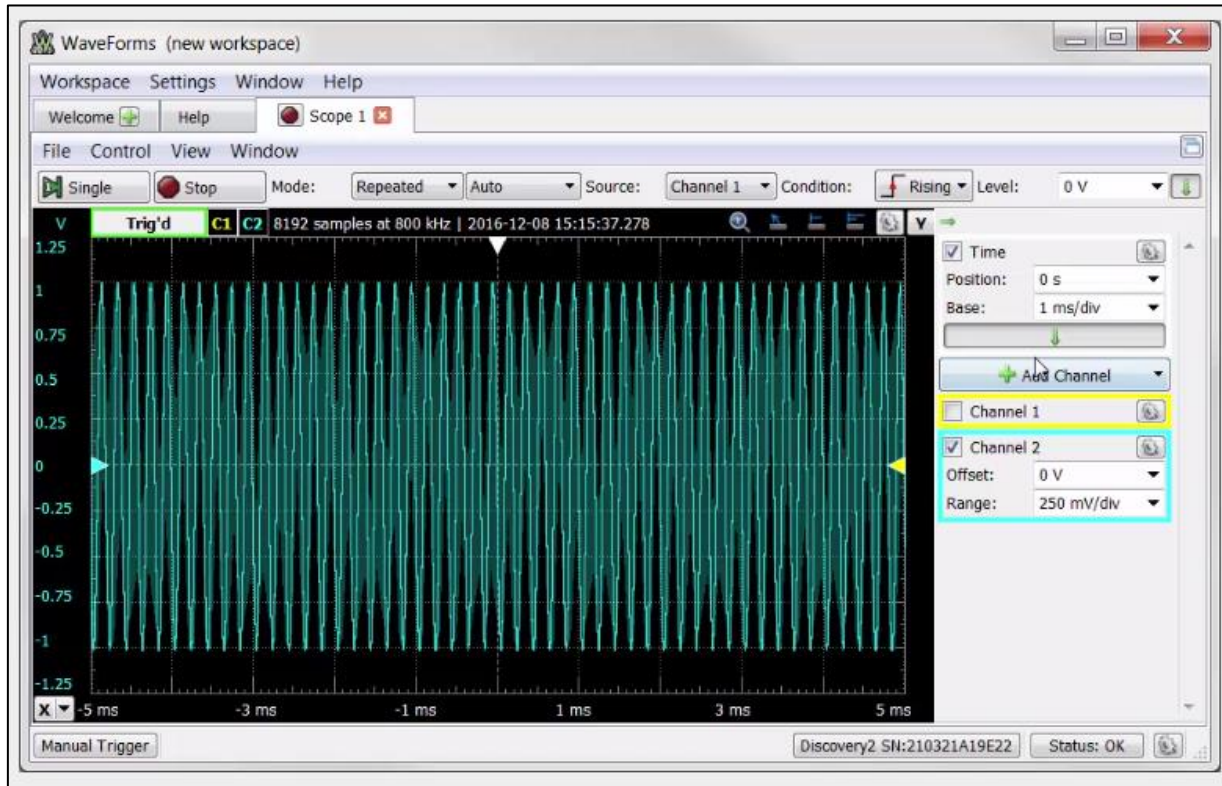 WaveForms (new workspace)
Workspace Settings Window Help
Welcome Help Scope 1
File Control View Window
Single Stop Mode: Repeated Auto Source: Channel 1 Condition: Rising Level: 0 V
V Trig'd C1 C2 8192 samples at 800 kHz | 2016-12-08 15:15:37.278 Y
1.25
1
0.75
0.5
0.25
0
-0.25
-0.5
-0.75
-1
-1.25
X -5 ms -3 ms -1 ms 1 ms 3 ms 5 ms
Time
Position: 0 s
Base: 1 ms/div
Add Channel
Channel 1
Channel 2
Offset: 0 V
Range: 250 mV/div
Manual Trigger Discovery2 SN:210321A19E22 Status: OK